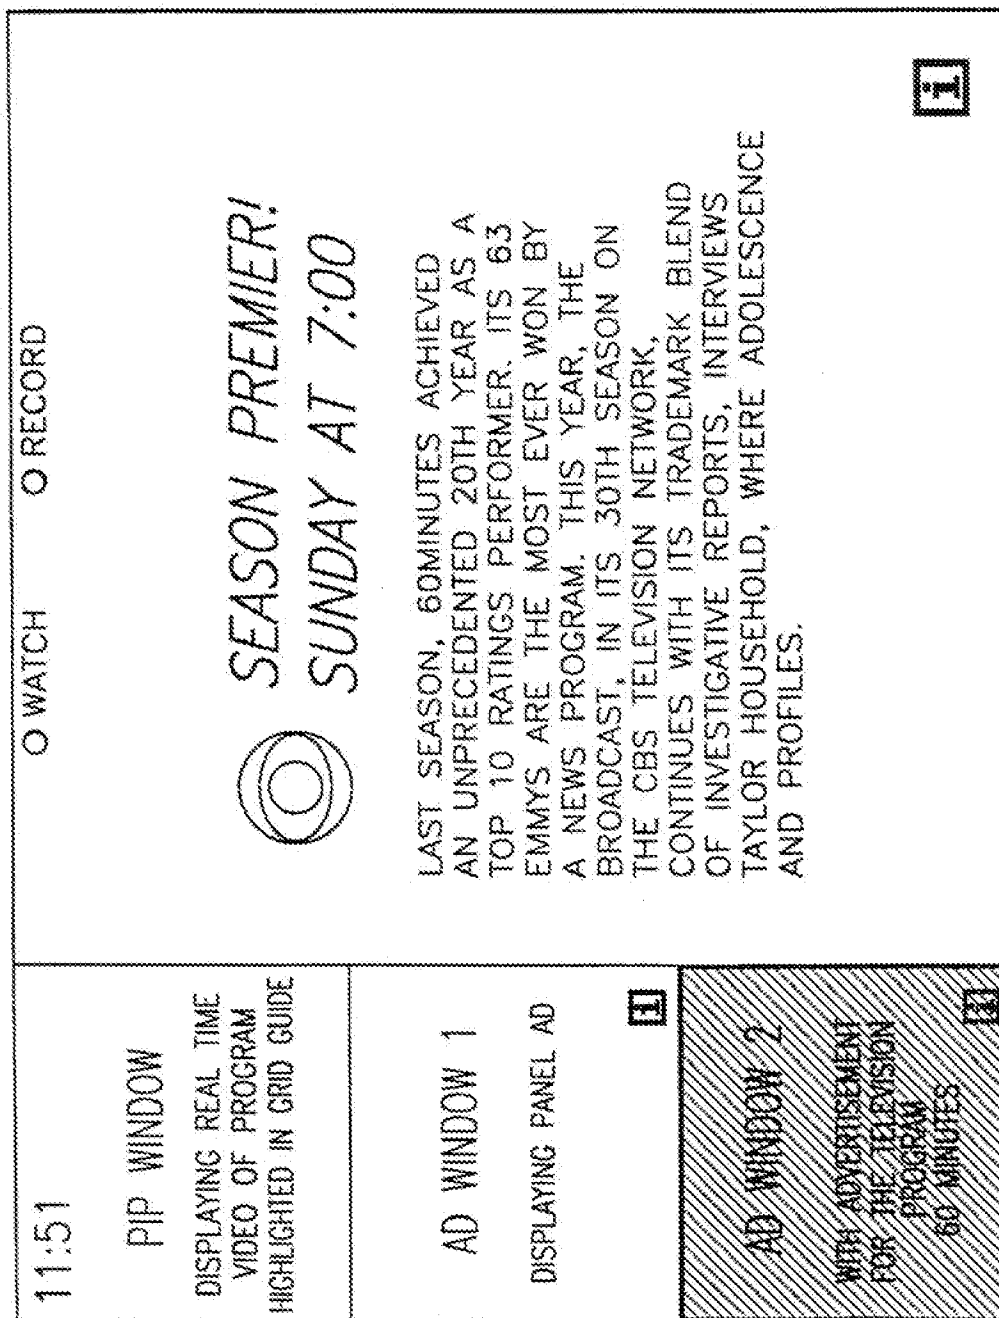 11:51
PIP WINDOW
DISPLAYING REAL TIME
VIDEO OF PROGRAM
HIGHLIGHTED IN GRID GUIDE
AD WINDOW 1
DISPLAYING PANEL AD
i
AD WINDOW 2
WITH ADVERTISEMENT
FOR THE TELEVISION
PROGRAM
60 MINUTES
i
O WATCH O RECORD
SEASON PREMIER!
SUNDAY AT 7:00
LAST SEASON, 60MINUTES ACHIEVED
AN UNPRECEDENTED 20TH YEAR AS A
TOP 10 RATINGS PERFORMER. ITS 63
EMMYS ARE THE MOST EVER WON BY
A NEWS PROGRAM. THIS YEAR, THE
BROADCAST, IN ITS 30TH SEASON ON
THE CBS TELEVISION NETWORK,
CONTINUES WITH ITS TRADEMARK BLEND
OF INVESTIGATIVE REPORTS, INTERVIEWS
TAYLOR HOUSEHOLD, WHERE ADOLESCENCE
AND PROFILES.
i